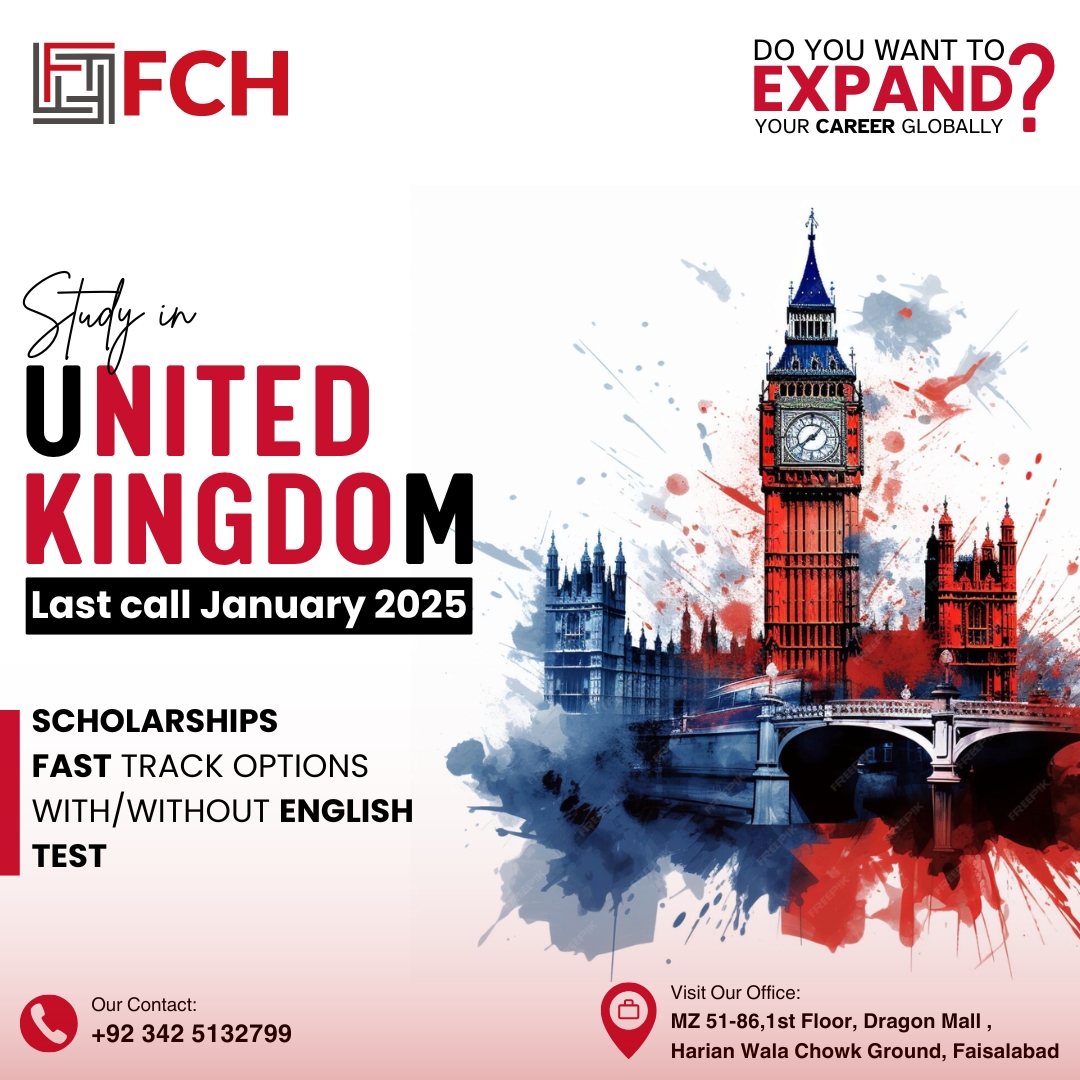 FCH
DO YOU WANT TO
EXPAND?
YOUR CAREER GLOBALLY
Study in
UNITED
KINGDOM
Last call January 2025
SCHOLARSHIPS
FAST TRACK OPTIONS
WITH/WITHOUT ENGLISH
TEST
Our Contact:
+92 342 5132799
Visit Our Office:
MZ 51-86,1st Floor, Dragon Mall ,
Harian Wala Chowk Ground, Faisalabad